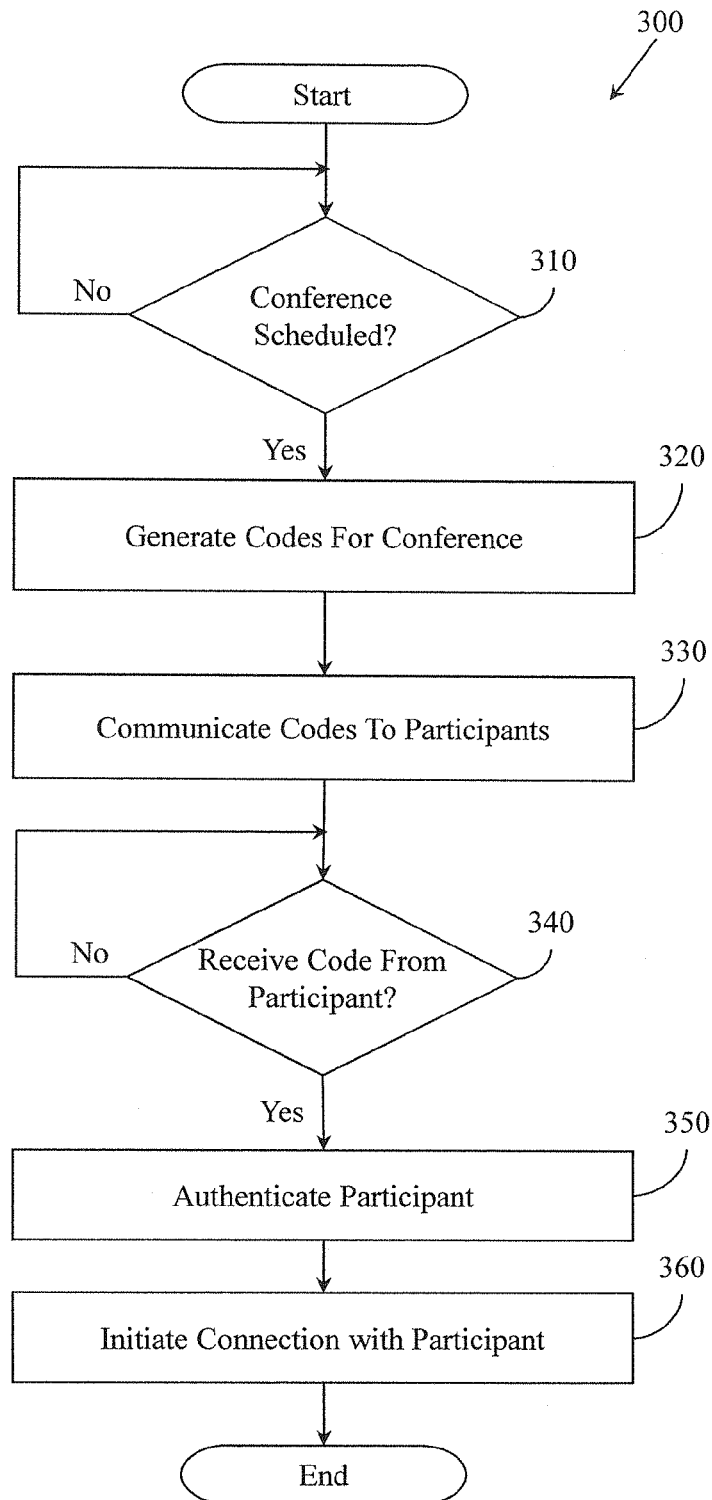 300
Start
310
No
Conference
Scheduled?
Yes
320
Generate Codes For Conference
330
Communicate Codes To Participants
340
No
Receive Code From
Participant?
Yes
350
Authenticate Participant
360
Initiate Connection with Participant
End